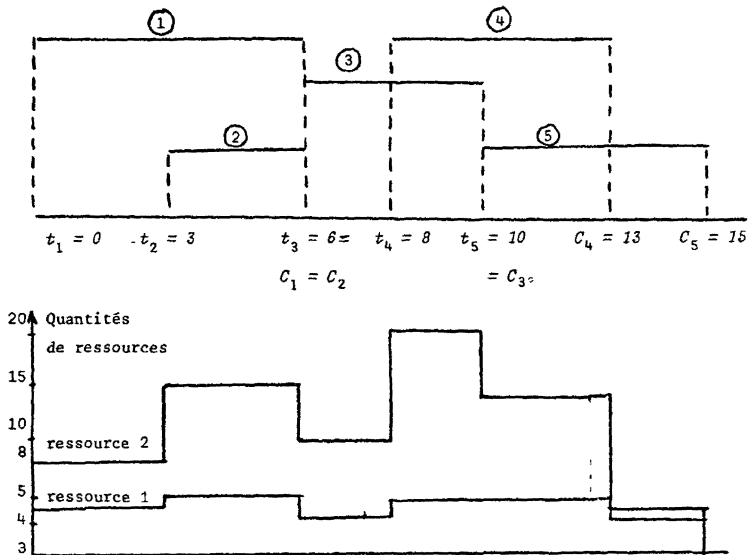 ① ④
③
② ⑤
t₁ = 0 t₂ = 3 t₃ = 6 = t₄ = 8 t₅ = 10 C₄ = 13 C₅ = 15
C₁ = C₂ = C₃
20 Quantités
de ressources
15
10
8 ressource 2
5 ressource 1
4
3